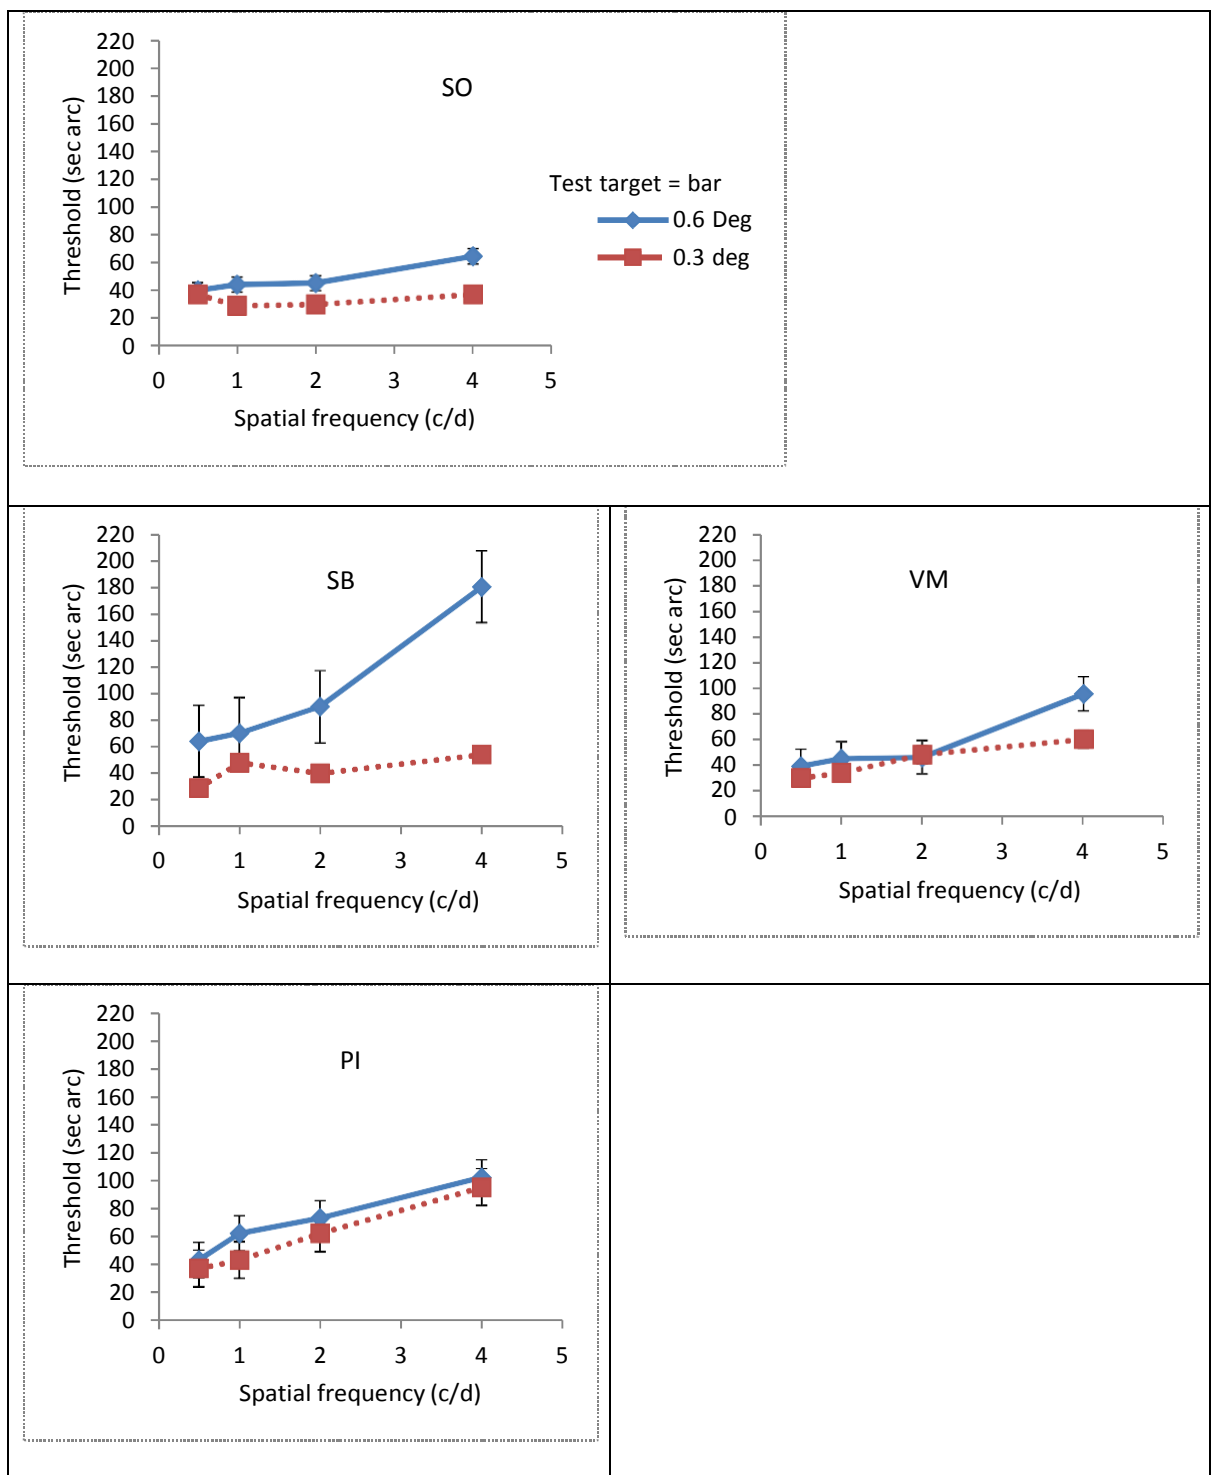 SO
Threshold (sec arc)
220
200
180
160
140
120
100
80
60
40
20
0
0 1 2 3 4 5
Spatial frequency (c/d)
Test target = bar
0.6 Deg
0.3 deg
SB
Threshold (sec arc)
220
200
180
160
140
120
100
80
60
40
20
0
0 1 2 3 4 5
Spatial frequency (c/d)
VM
Threshold (sec arc)
220
200
180
160
140
120
100
80
60
40
20
0
0 1 2 3 4 5
Spatial frequency (c/d)
PI
Threshold (sec arc)
220
200
180
160
140
120
100
80
60
40
20
0
0 1 2 3 4 5
Spatial frequency (c/d)